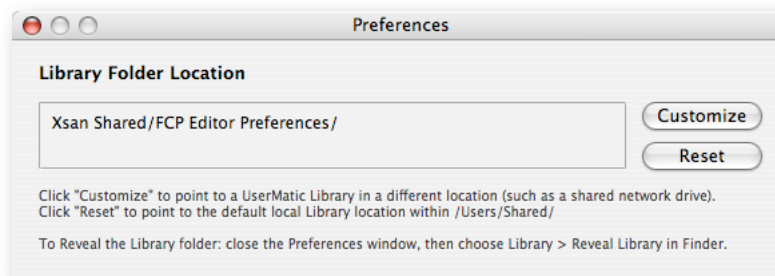 Preferences
Library Folder Location
Xsan Shared/FCP Editor Preferences/
Customize
Reset
Click "Customize" to point to a UserMatic Library in a different location (such as a shared network drive).
Click "Reset" to point to the default local Library location within /Users/Shared/
To Reveal the Library folder: close the Preferences window, then choose Library > Reveal Library in Finder.